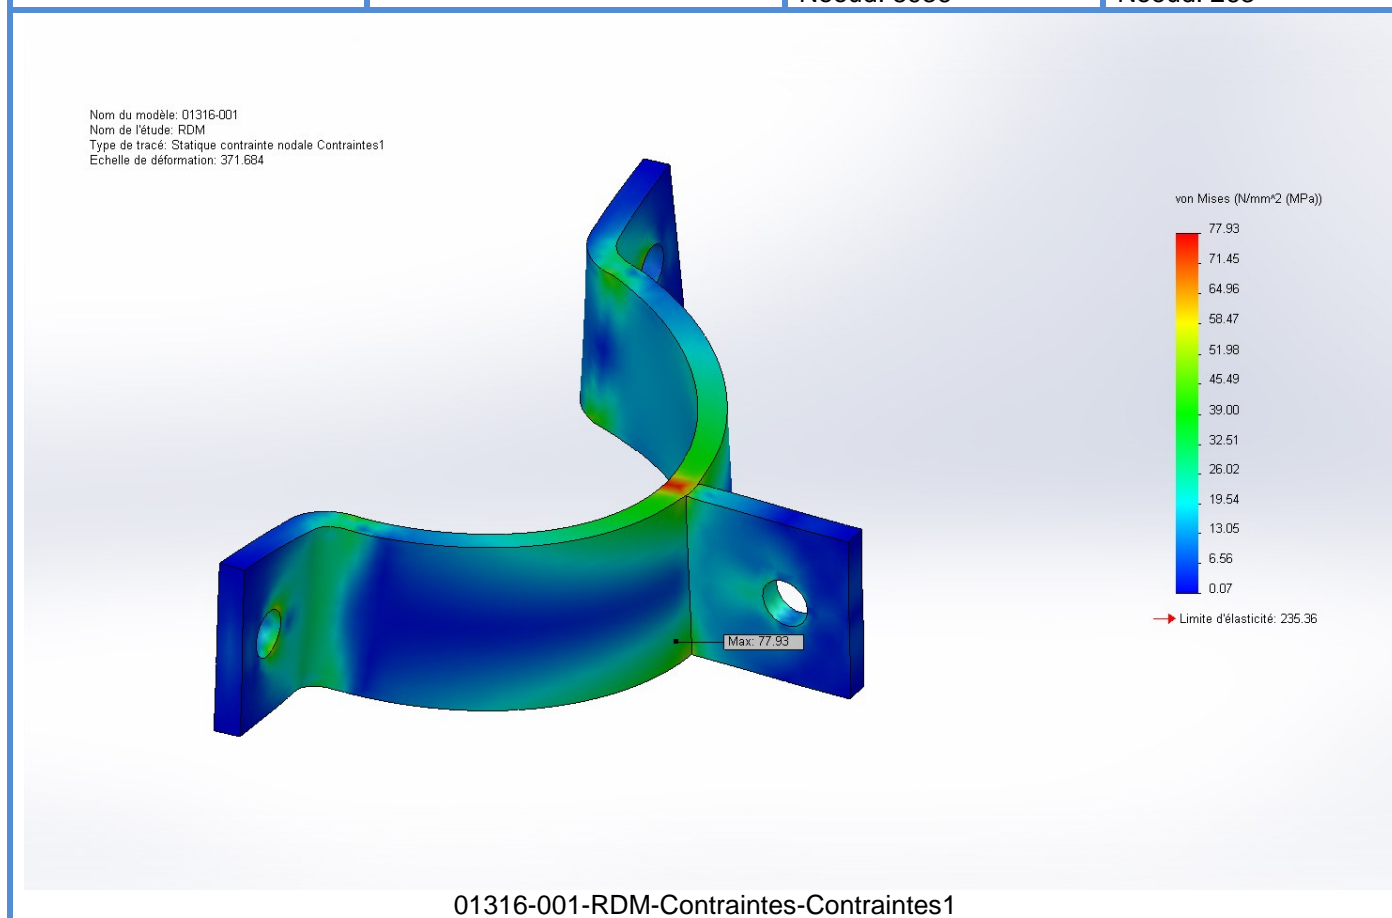 Nom du modèle: 01316-001
Nom de l'étude: RDM
Type de tracé: Statique contrainte nodale Contraintes1
Echelle de déformation: 371.684
von Mises (N/mm^2 (MPa))
77.93
71.45
64.96
58.47
51.98
45.49
39.00
32.51
26.02
19.54
13.05
6.56
0.07
Limite d'élasticité: 235.36
Max: 77.93
01316-001-RDM-Contraintes-Contraintes1